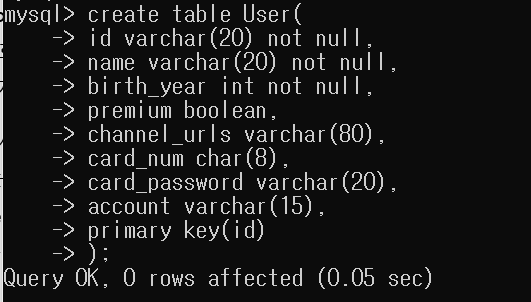 mysql> create table User(
-> id varchar(20) not null,
-> name varchar(20) not null,
-> birth_year int not null,
-> premium boolean,
-> channel_urls varchar(80),
-> card_num char(8),
-> card_password varchar(20),
-> account varchar(15),
-> primary key(id)
-> );
Query OK, 0 rows affected (0.05 sec)